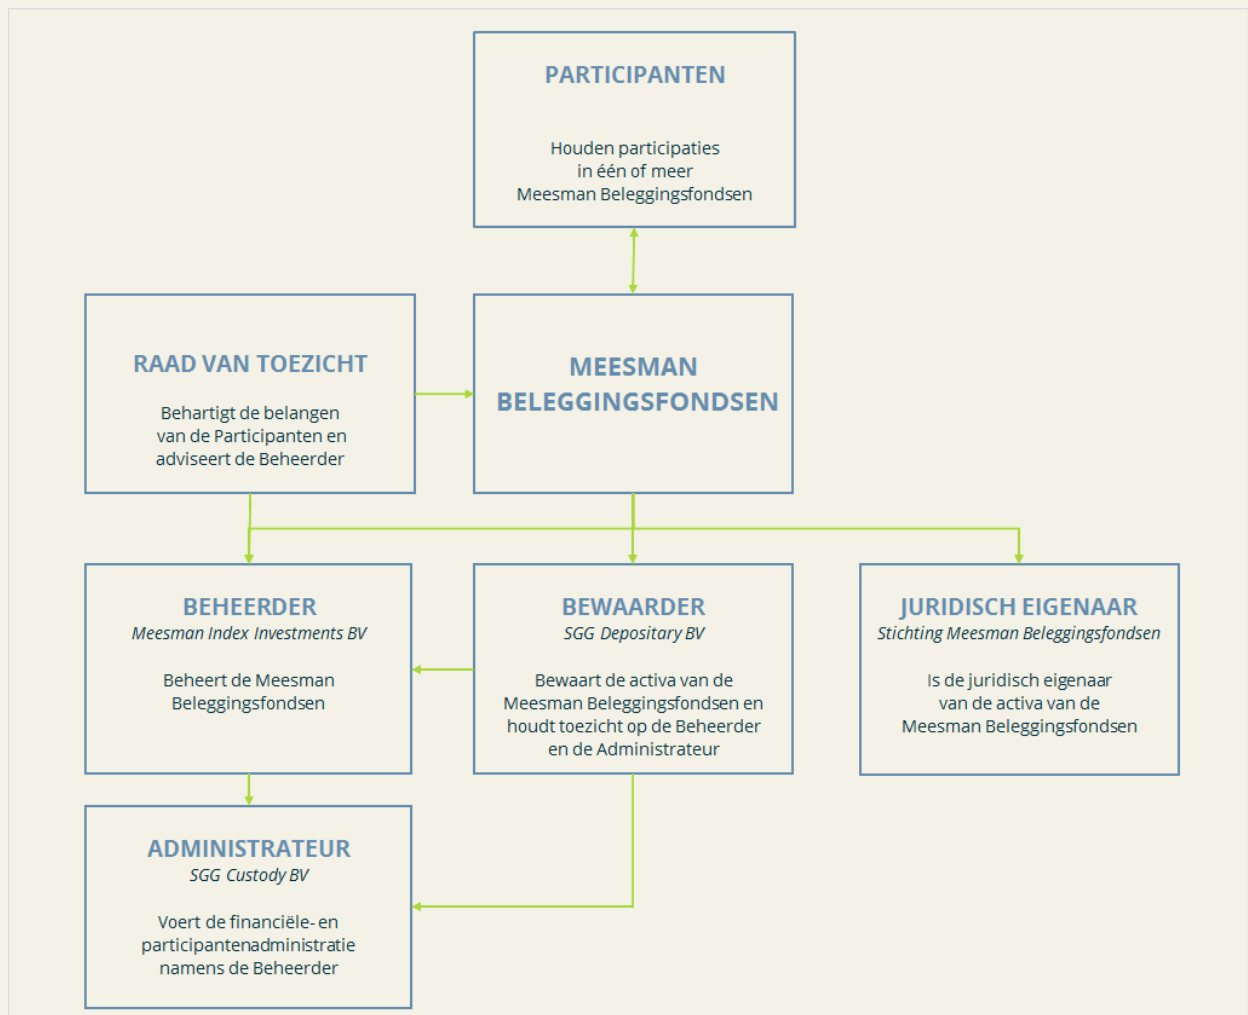 PARTICIPANTEN
Houden participaties
in één of meer
Meesman Beleggingsfondsen
RAAD VAN TOEZICHT
Behartigt de belangen
van de Participanten en
adviseert de Beheerder
MEESMAN
BELEGGINGSFONDSEN
BEHEERDER
Meesman Index Investments BV
Beheert de Meesman
Beleggingsfondsen
BEWAARDER
SGG Depositary BV
Bewaart de activa van de
Meesman Beleggingsfondsen en
houdt toezicht op de Beheerder
en de Administrateur
JURIDISCH EIGENAAR
Stichting Meesman Beleggingsfondsen
Is de juridisch eigenaar
van de activa van de
Meesman Beleggingsfondsen
ADMINISTRATEUR
SGG Custody BV
Voert de financiële- en
participantenadministratie
namens de Beheerder